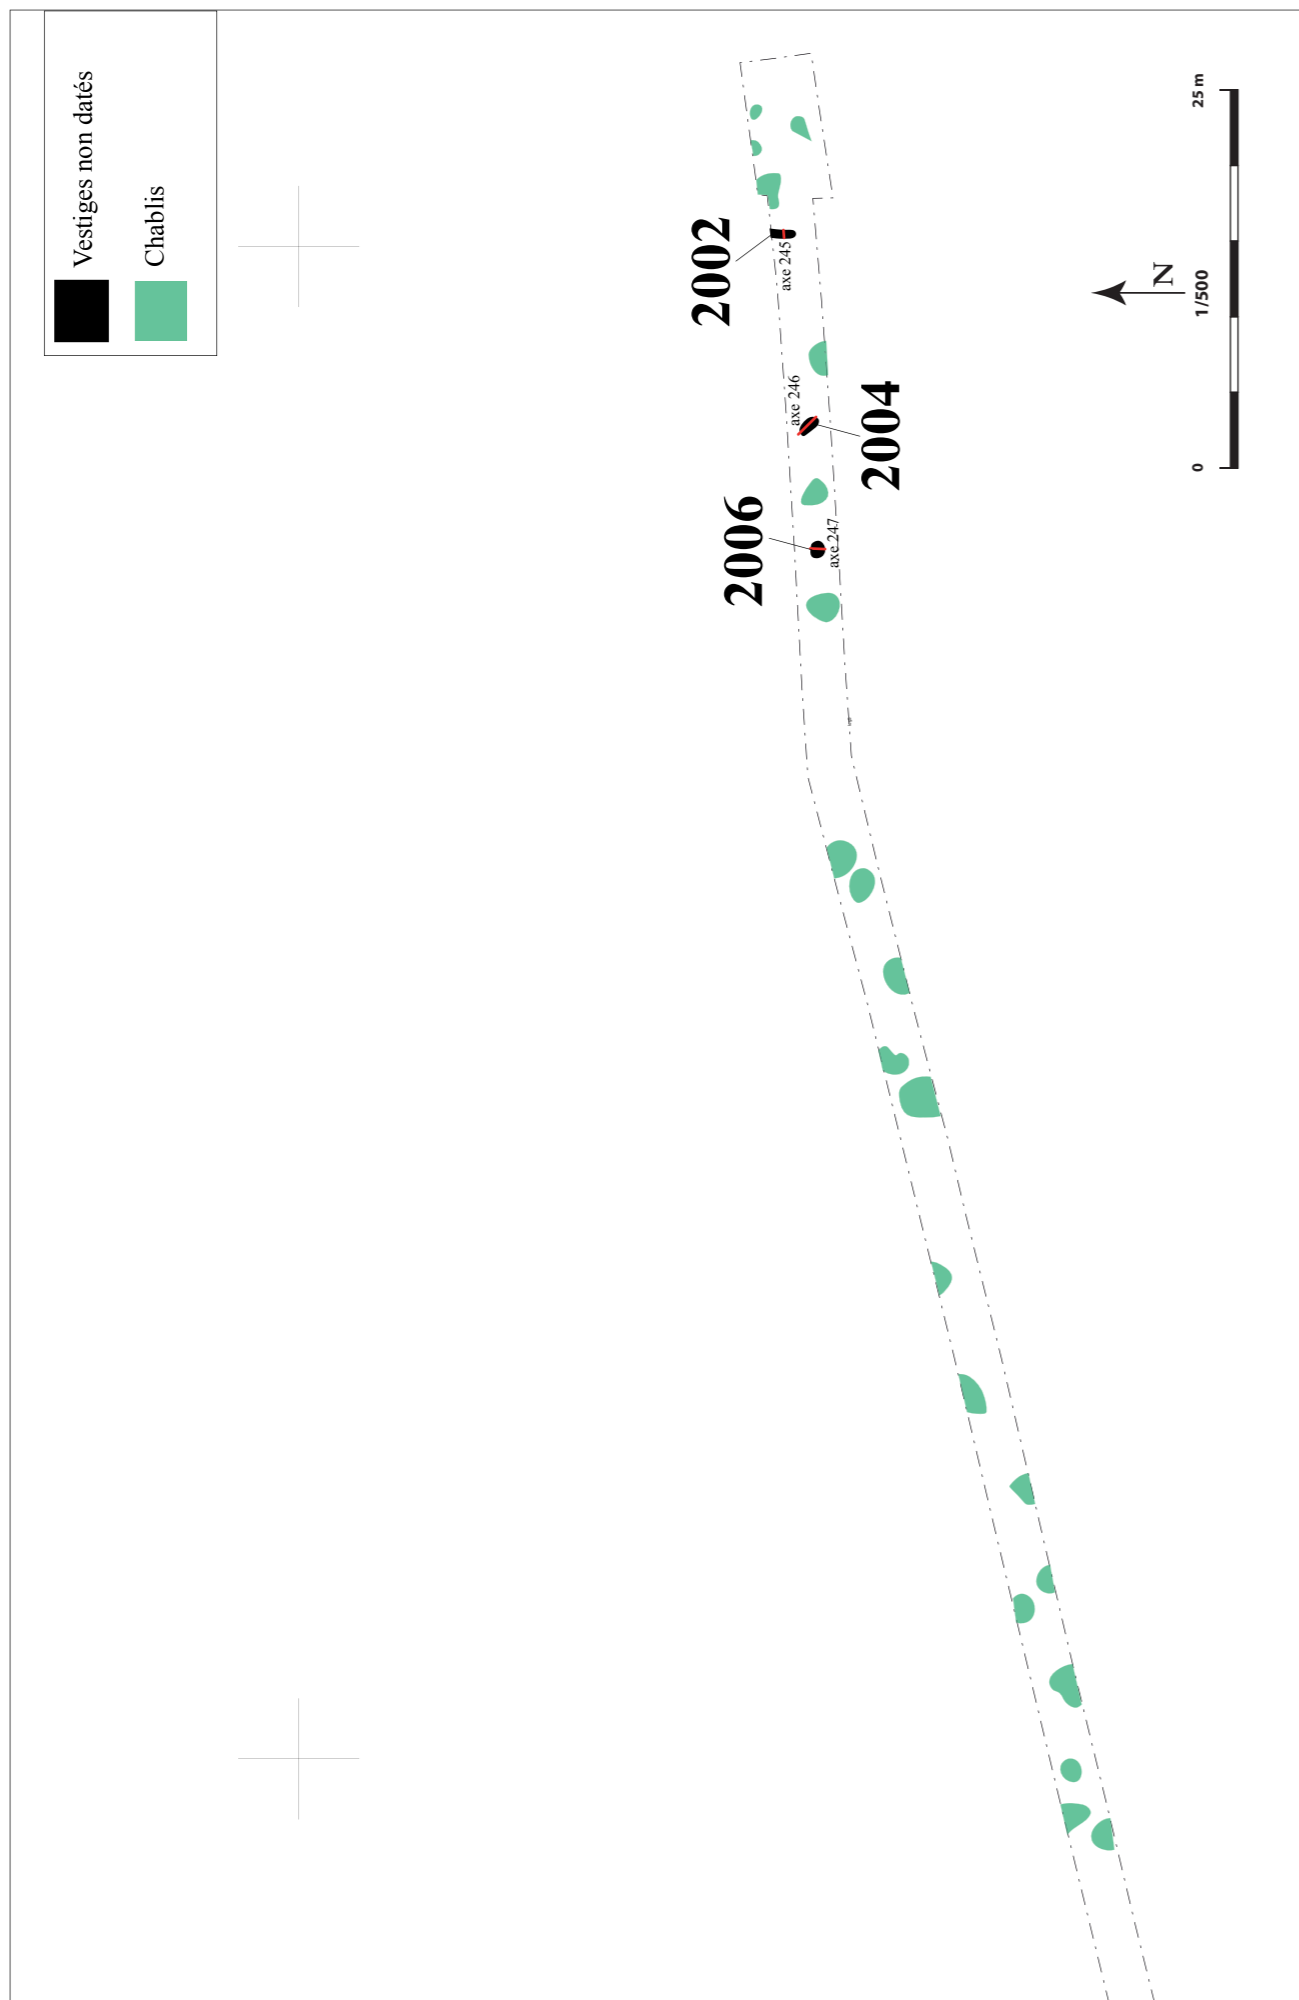 Vestiges non datés
Chablis
2002
axe 245
axe 246
2004
2006
axe 247
N
1/500
0
25 m